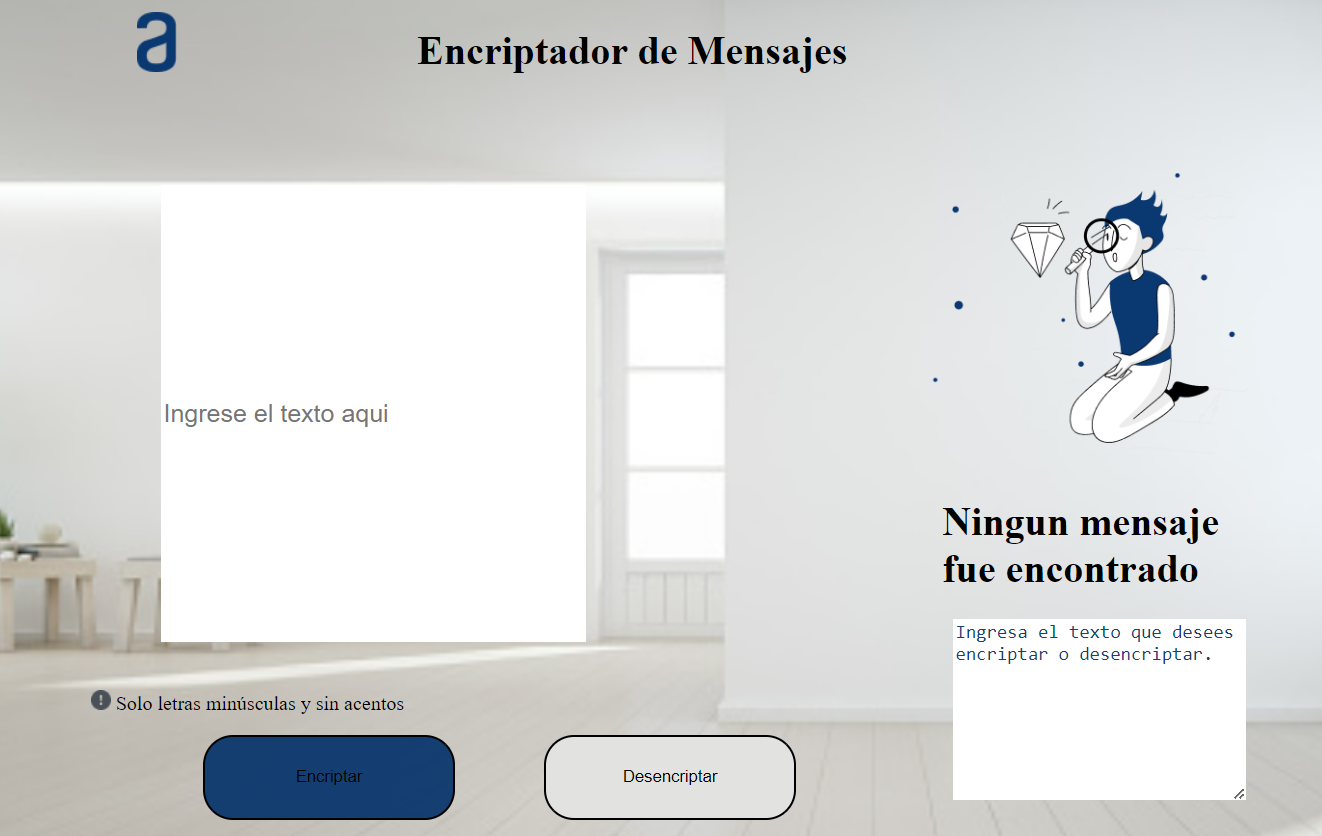 a
Encriptador de Mensajes
Ingrese el texto aqui
Ningun mensaje
fue encontrado
Ingresa el texto que desees
encriptar o desencriptar.
! Solo letras minúsculas y sin acentos
Encriptar
Desencriptar